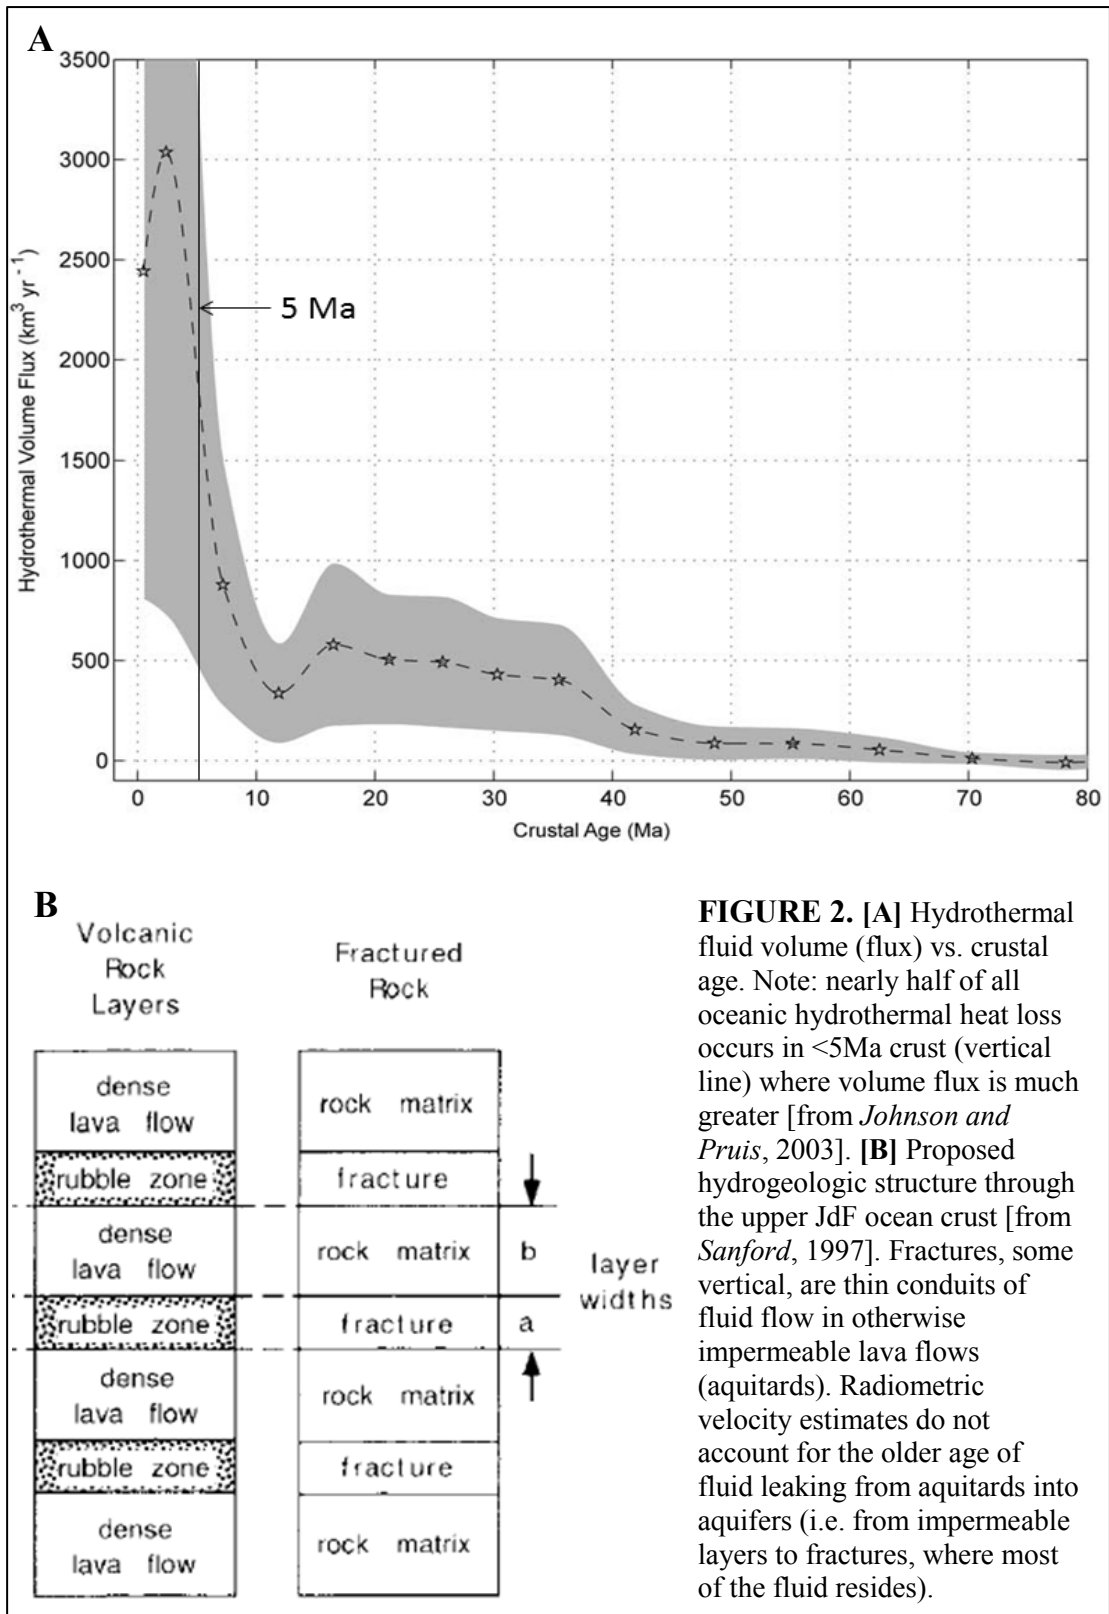 A
3500
3000
2500
2000
1500
1000
500
0
Hydrothermal Volume Flux (km³ yr⁻¹)
5 Ma
0 10 20 30 40 50 60 70 80
Crustal Age (Ma)
B
Volcanic
Rock
Layers
dense
lava flow
rubble zone
dense
lava flow
rubble zone
dense
lava flow
rubble zone
dense
lava flow
Fractured
Rock
rock matrix
fracture
rock matrix
fracture
rock matrix
fracture
rock matrix
b
a
layer
widths
FIGURE 2. [A] Hydrothermal
fluid volume (flux) vs. crustal
age. Note: nearly half of all
oceanic hydrothermal heat loss
occurs in <5Ma crust (vertical
line) where volume flux is much
greater [from Johnson and
Pruis, 2003]. [B] Proposed
hydrogeologic structure through
the upper JdF ocean crust [from
Sanford, 1997]. Fractures, some
vertical, are thin conduits of
fluid flow in otherwise
impermeable lava flows
(aquitards). Radiometric
velocity estimates do not
account for the older age of
fluid leaking from aquitards into
aquifers (i.e. from impermeable
layers to fractures, where most
of the fluid resides).